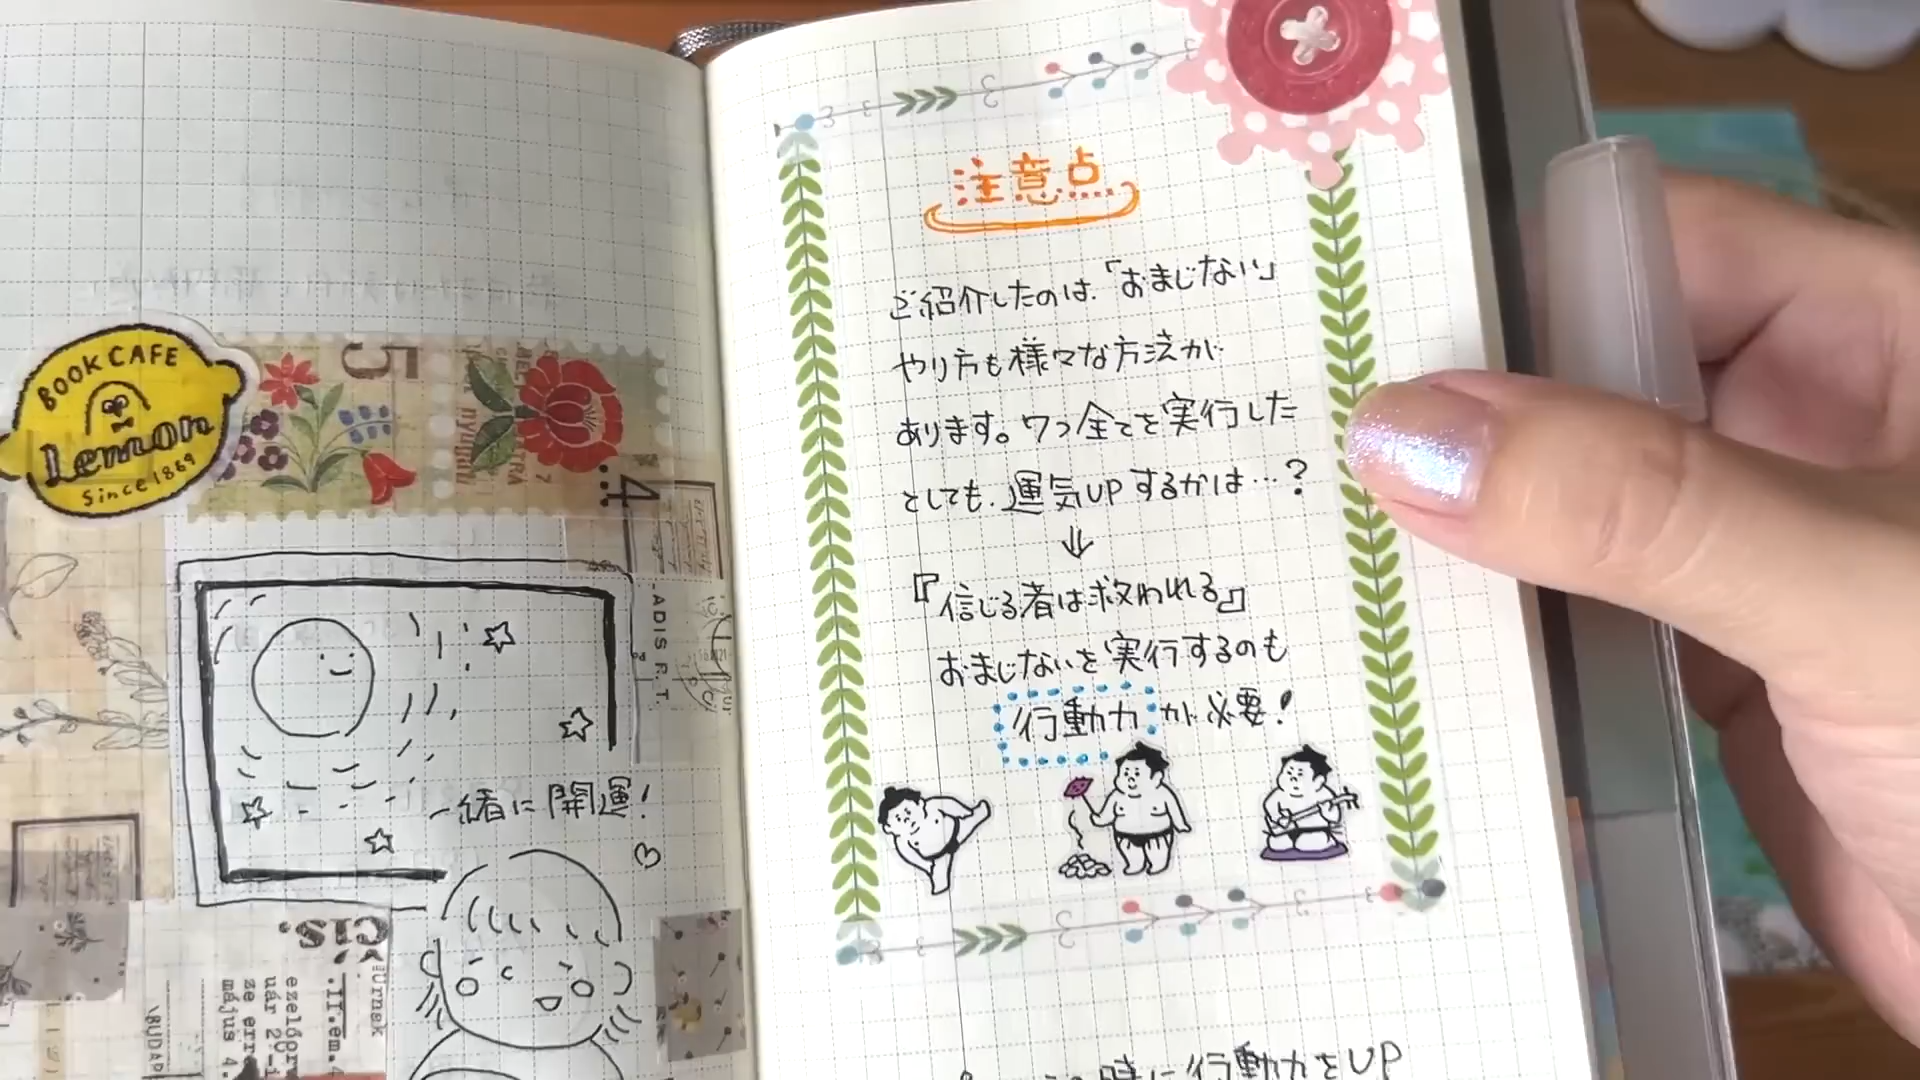 BOOK CAFE
Lemon
Since 1869
5
4
一緒に開運!
注意点
ご紹介したのは、「おまじない」
やり方も様々な方法が
あります。7つ全てを実行した
としても、運気UPするかは…?
⇓
『信じる者は救われる』
おまじないを実行するのも
行動力が必要!
時に行動力をUP